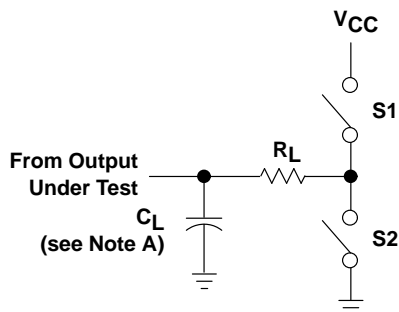 VCC
S1
From Output
Under Test
RL
CL
(see Note A)
S2